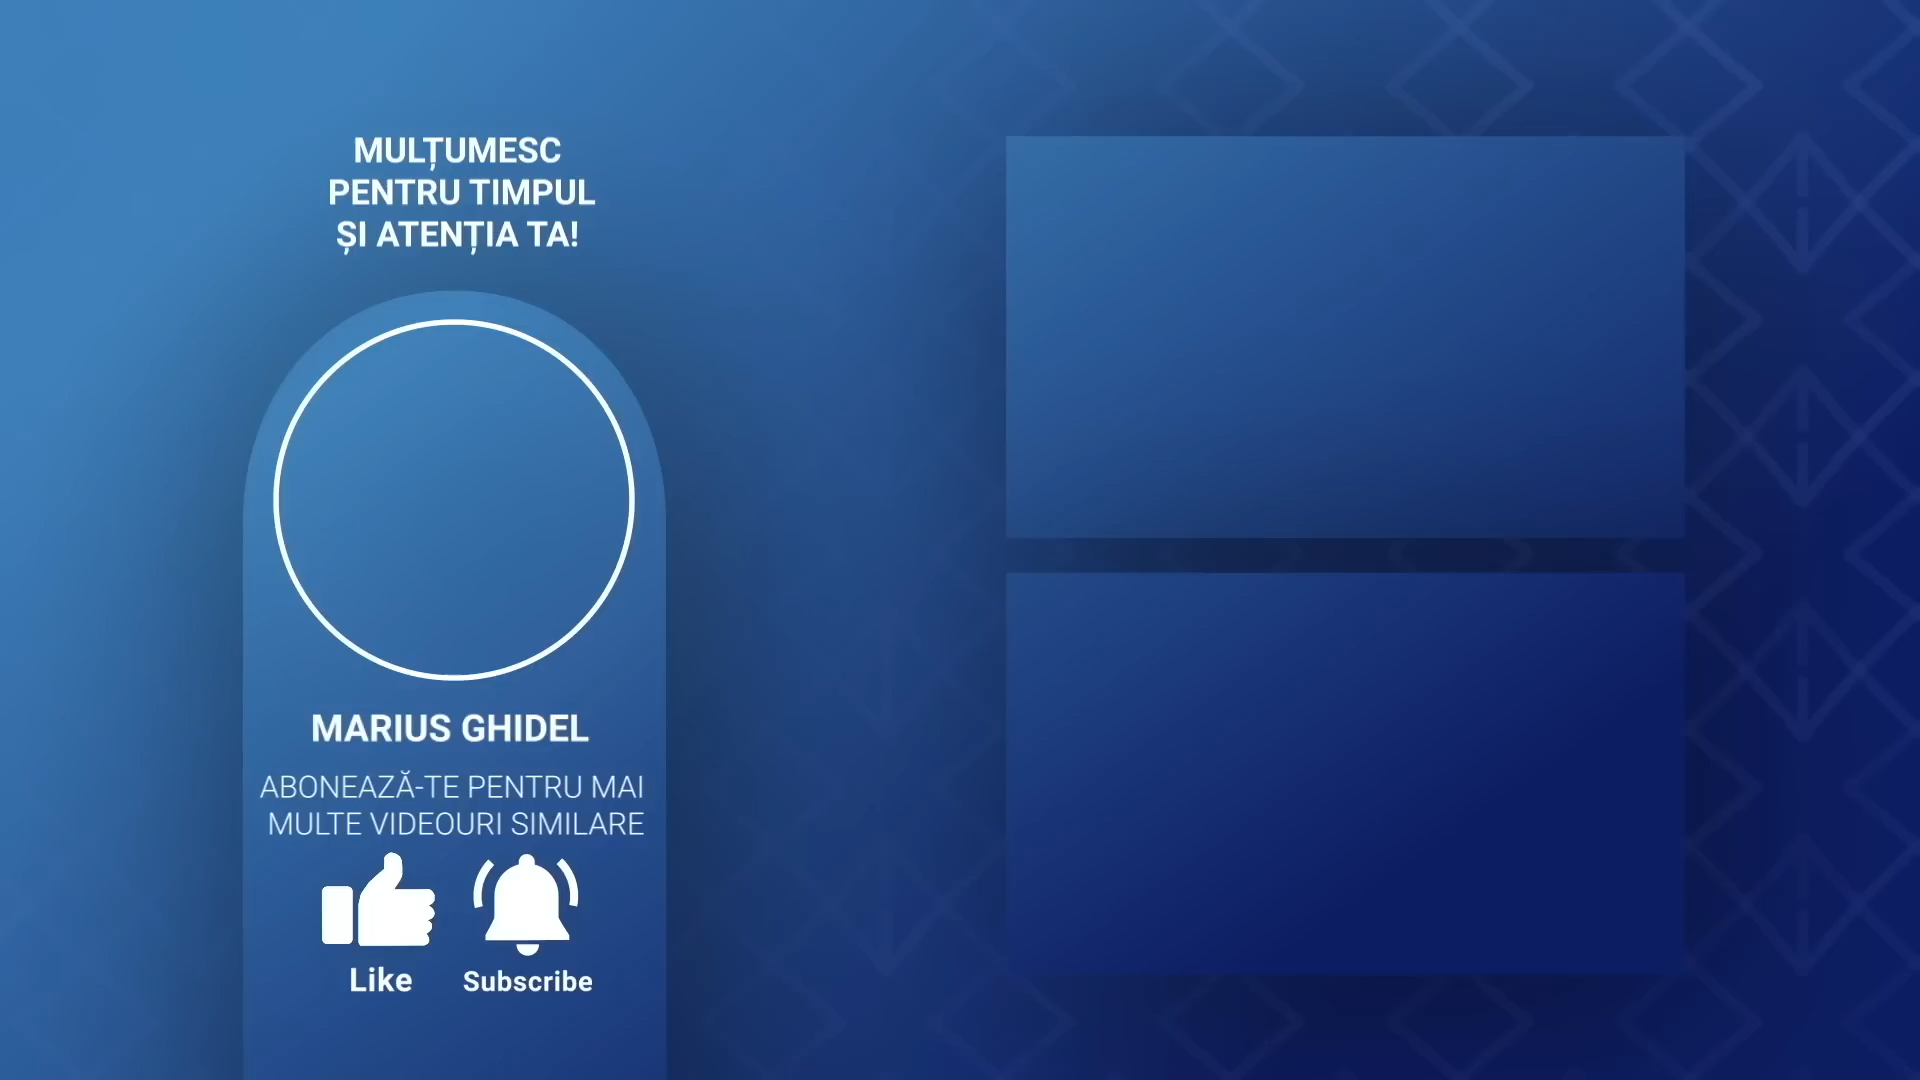 MULȚUMESC
PENTRU TIMPUL
ȘI ATENȚIA TA!
MARIUS GHIDEL
ABONEAZĂ-TE PENTRU MAI
MULTE VIDEOURI SIMILARE
Like
Subscribe